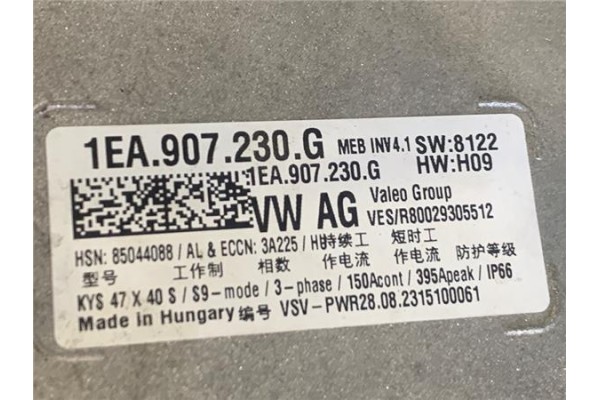 1EA.907.230.G MEB INV4.1 SW:8122
1EA.907.230.G HW:H09
VW AG Valeo Group
VES/R80029305512
HSN: 85044088 / AL & ECCN: 3A225 / H持续工 短时工
型号 工作制 相数 作电流 作电流 防护等级
KYS 47 X 40 S / S9-mode / 3-phase / 150Acont / 395Apeak / IP66
Made in Hungary 编号 VSV-PWR28.08.2315100061